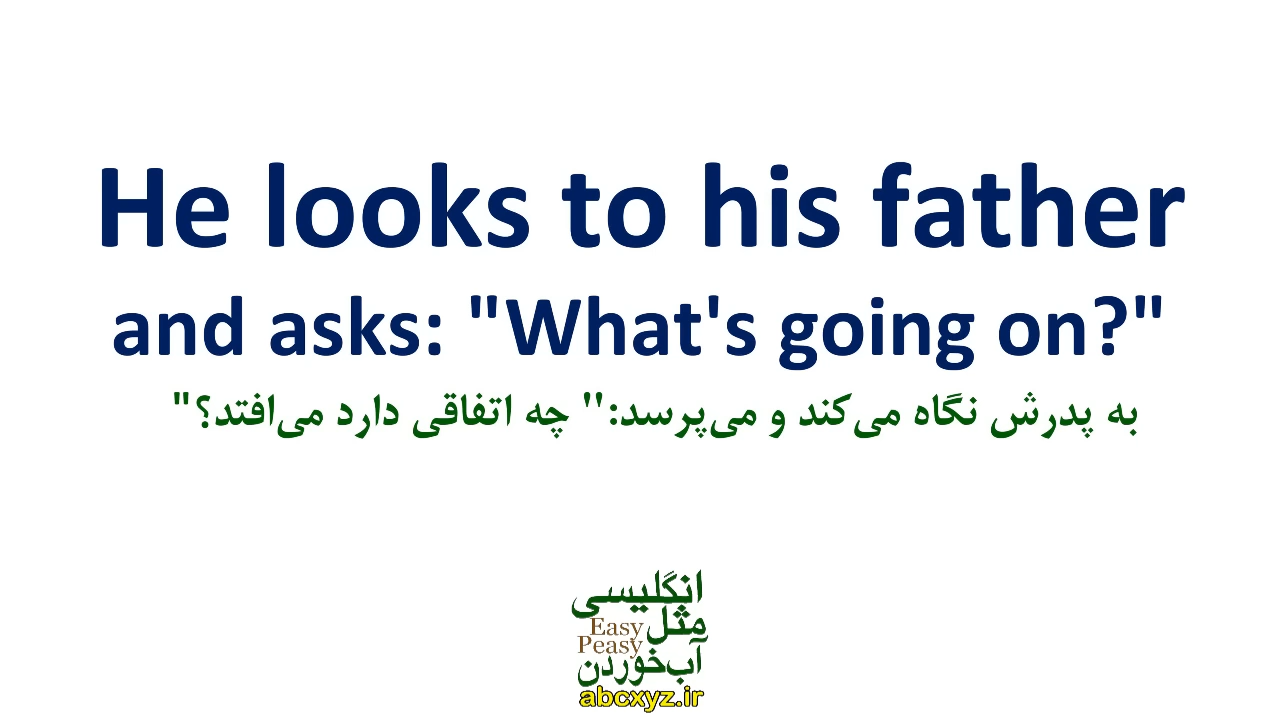 He looks to his father
and asks: "What's going on?"
به پدرش نگاه می‌کند و می‌پرسد:" چه اتفاقی دارد می‌افتد؟"
انگلیسی
مثل
Easy
Peasy
آب‌خوردن
abcxyz.ir